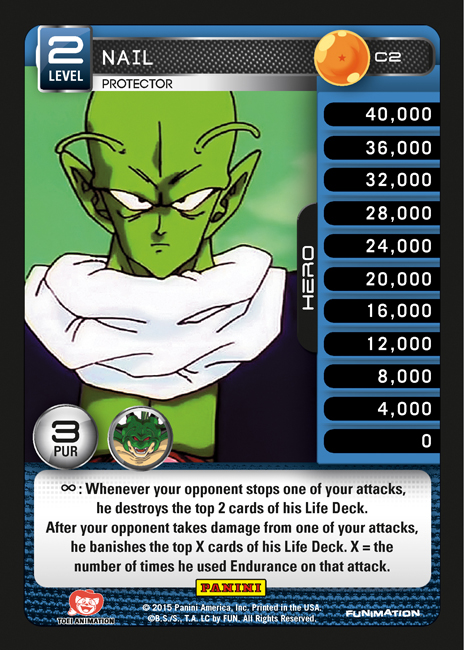 2
LEVEL
NAIL
C2
PROTECTOR
40,000
36,000
32,000
28,000
24,000
20,000
16,000
12,000
8,000
4,000
0
HERO
3
PUR
∞: Whenever your opponent stops one of your attacks,
he destroys the top 2 cards of his Life Deck.
After your opponent takes damage from one of your attacks,
he banishes the top X cards of his Life Deck. X = the
number of times he used Endurance on that attack.
PANINI
TOEI ANIMATION
© 2015 Panini America, Inc. Printed in the USA.
©B.S./S., T.A. LC by FUN. All Rights Reserved.
FUNIMATION